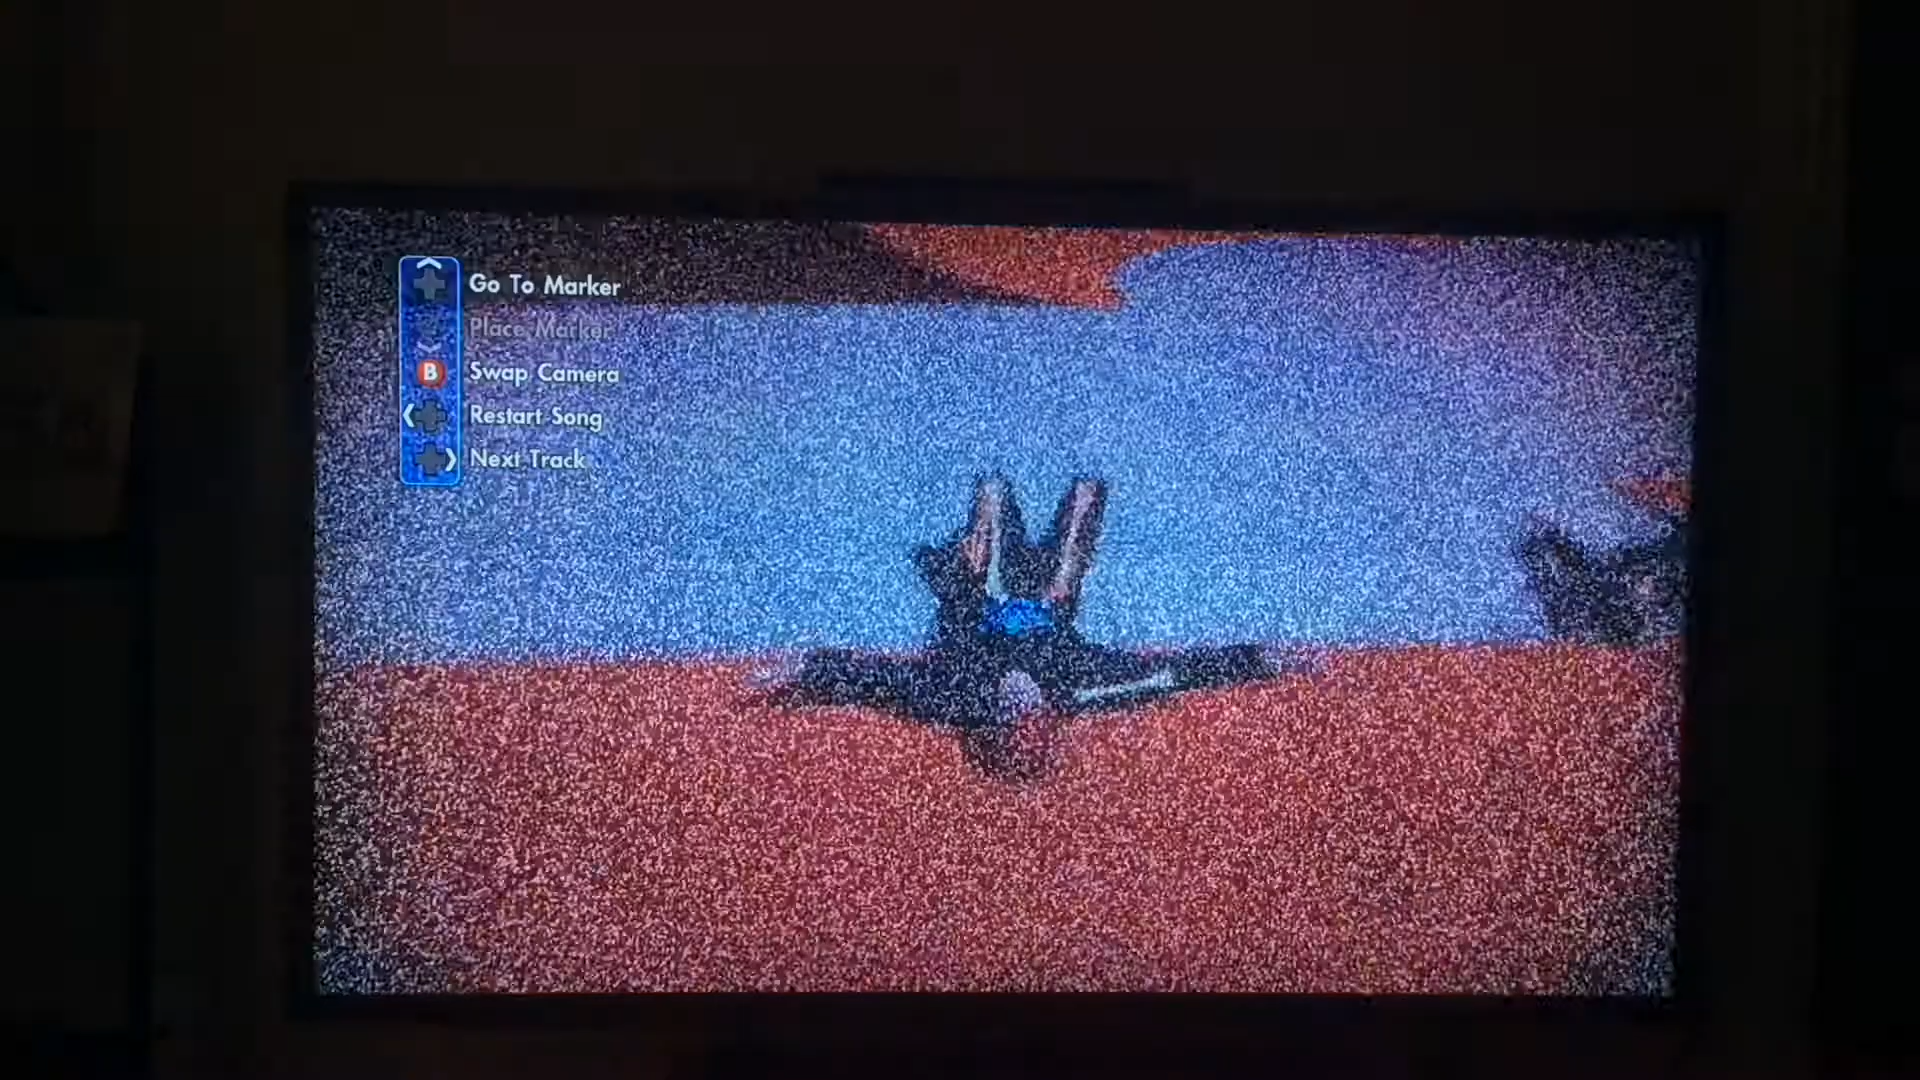 Go To Marker
Place Marker
B Swap Camera
Restart Song
Next Track